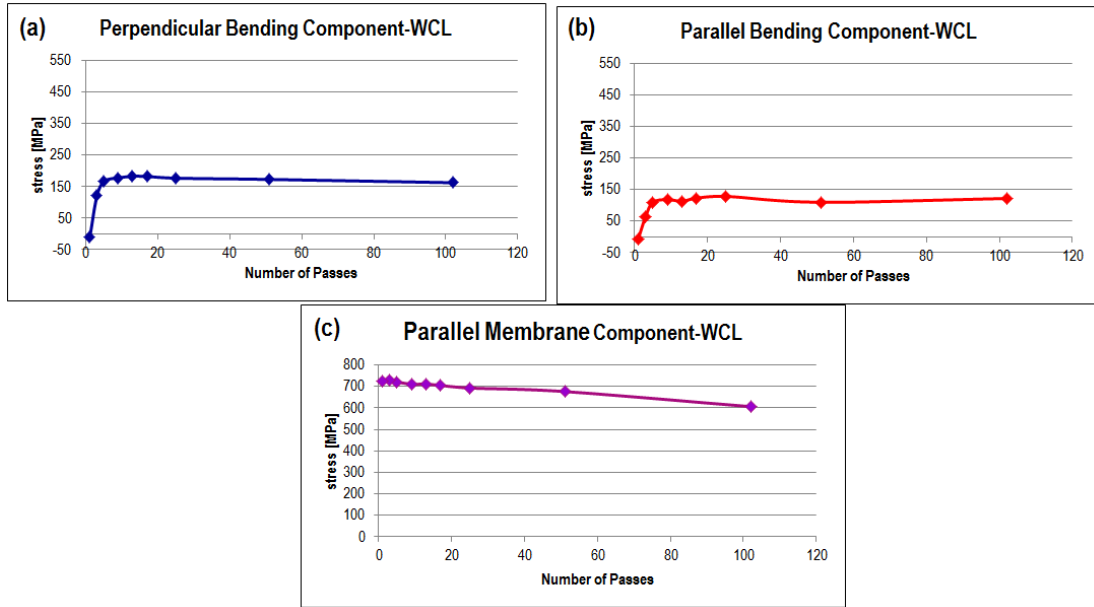 (a) Perpendicular Bending Component-WCL
stress [MPa]
550
450
350
250
150
50
-50
0 20 40 60 80 100 120
Number of Passes
(b) Parallel Bending Component-WCL
stress [MPa]
550
450
350
250
150
50
-50
0 20 40 60 80 100 120
Number of Passes
(c) Parallel Membrane Component-WCL
stress [MPa]
800
700
600
500
400
300
200
100
0
0 20 40 60 80 100 120
Number of Passes